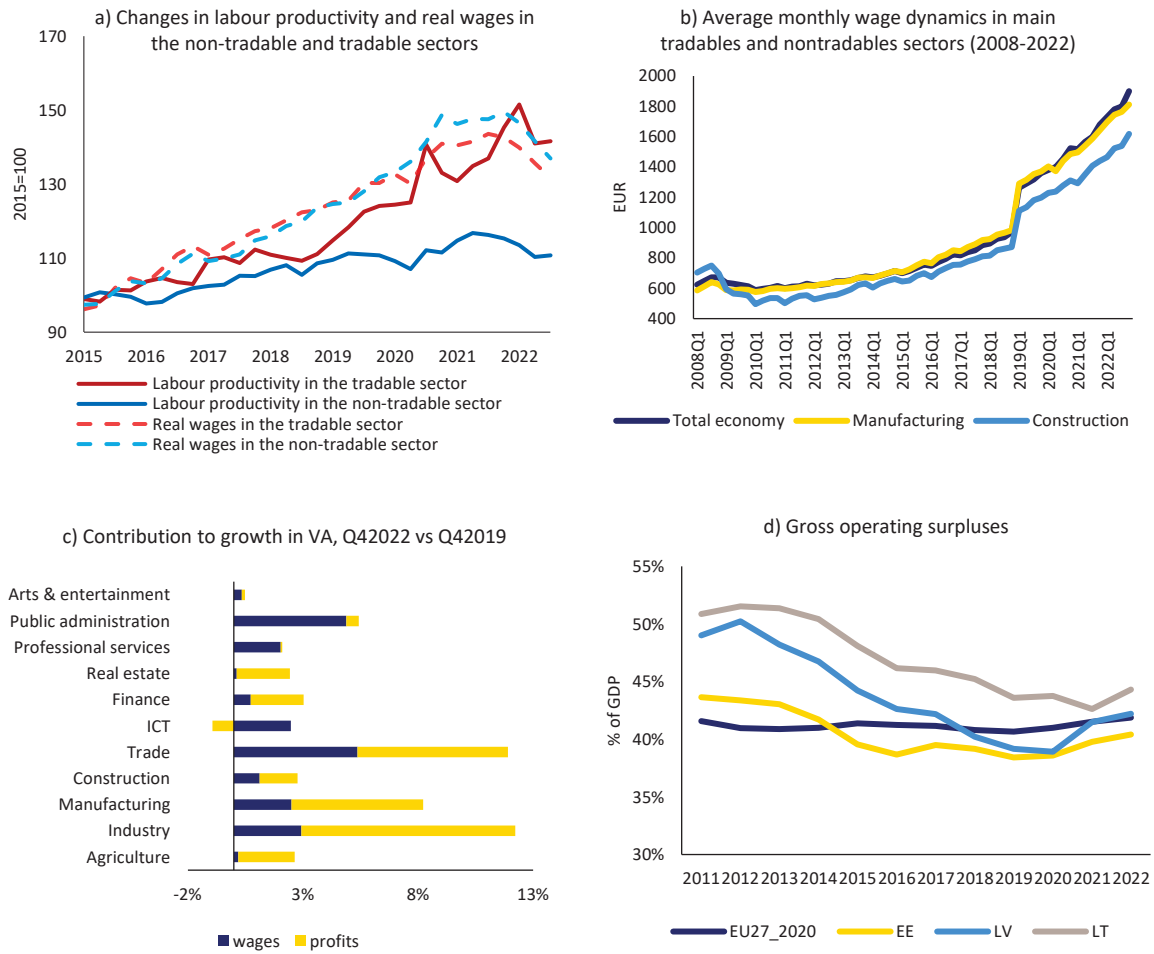 a) Changes in labour productivity and real wages in
the non-tradable and tradable sectors
170
150
130
110
90
2015=100
2015 2016 2017 2018 2019 2020 2021 2022
Labour productivity in the tradable sector
Labour productivity in the non-tradable sector
Real wages in the tradable sector
Real wages in the non-tradable sector
b) Average monthly wage dynamics in main
tradables and nontradables sectors (2008-2022)
2000
1800
1600
1400
1200
1000
800
600
400
EUR
2008Q1
2009Q1
2010Q1
2011Q1
2012Q1
2013Q1
2014Q1
2015Q1
2016Q1
2017Q1
2018Q1
2019Q1
2020Q1
2021Q1
2022Q1
Total economy Manufacturing Construction
c) Contribution to growth in VA, Q42022 vs Q42019
Arts & entertainment
Public administration
Professional services
Real estate
Finance
ICT
Trade
Construction
Manufacturing
Industry
Agriculture
-2% 3% 8% 13%
wages profits
d) Gross operating surpluses
55%
50%
45%
40%
35%
30%
% of GDP
2011 2012 2013 2014 2015 2016 2017 2018 2019 2020 2021 2022
EU27_2020 EE LV LT